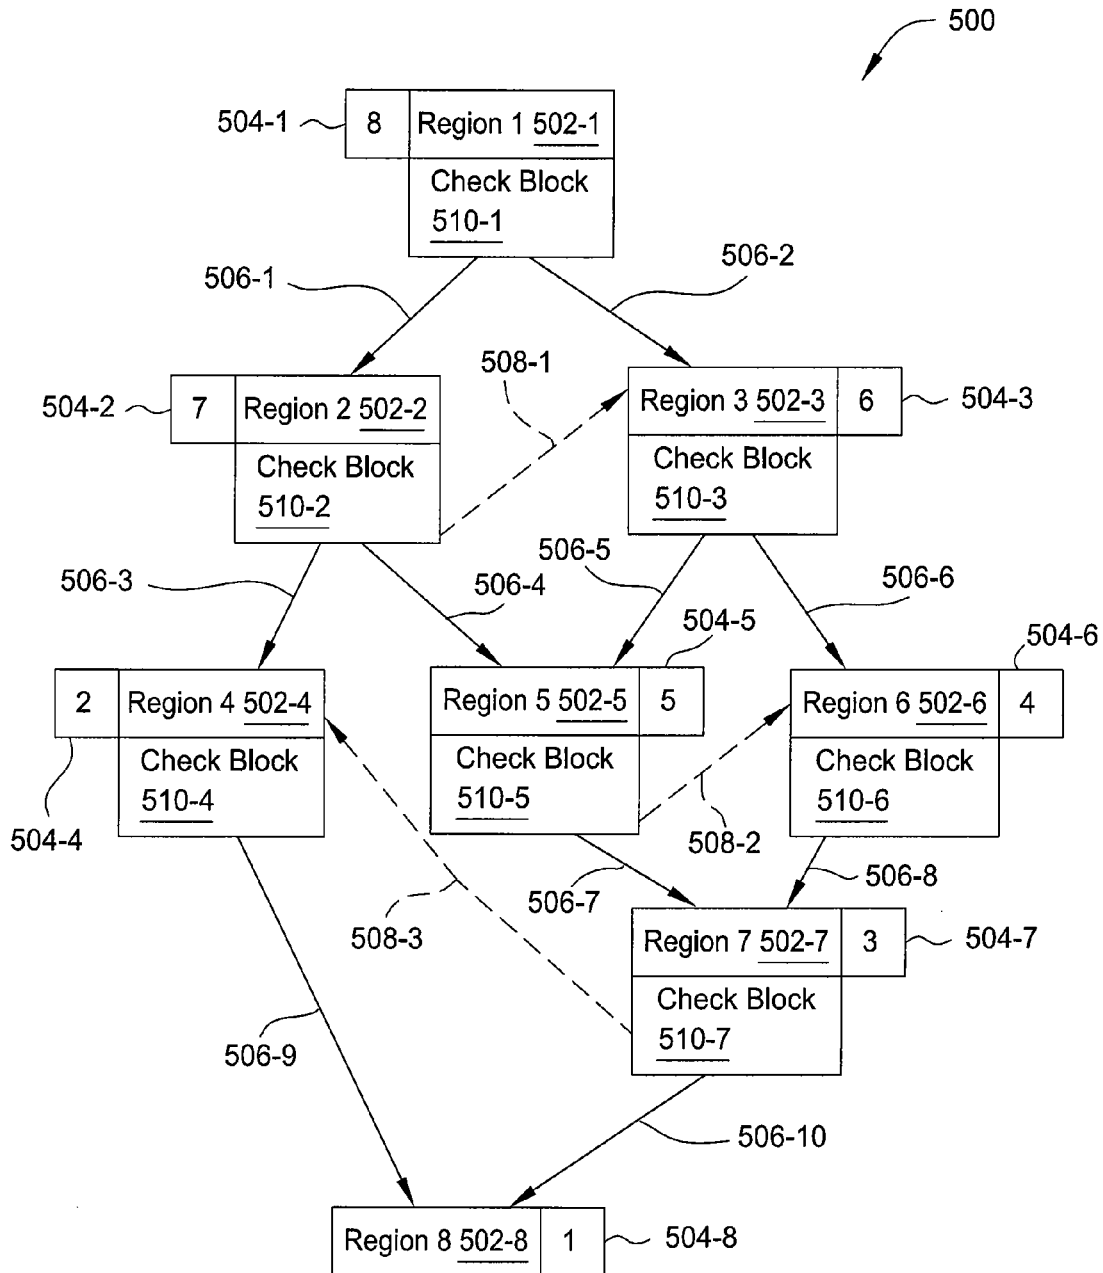 500
504-1
8
Region 1 502-1
Check Block
510-1
506-1
506-2
508-1
504-2
7
Region 2 502-2
Check Block
510-2
Region 3 502-3
6
504-3
Check Block
510-3
506-3
506-4
506-5
506-6
504-5
504-6
2
Region 4 502-4
Check Block
510-4
504-4
Region 5 502-5
5
Check Block
510-5
Region 6 502-6
4
Check Block
510-6
508-2
506-7
506-8
508-3
Region 7 502-7
3
504-7
Check Block
510-7
506-9
506-10
Region 8 502-8
1
504-8